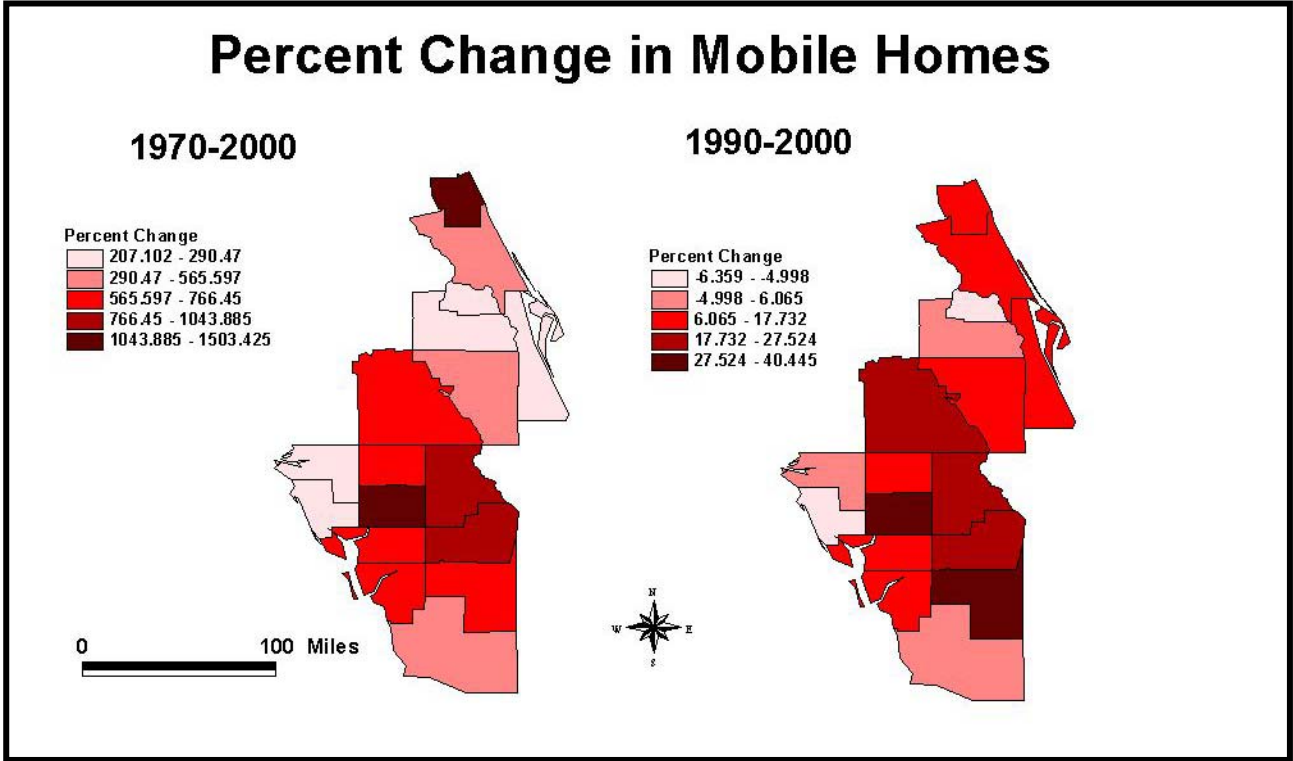 Percent Change in Mobile Homes
1970-2000
Percent Change
207.102 - 290.47
290.47 - 565.597
565.597 - 766.45
766.45 - 1043.885
1043.885 - 1503.425
1990-2000
Percent Change
-6.359 - -4.998
-4.998 - 6.065
6.065 - 17.732
17.732 - 27.524
27.524 - 40.445
N
W E
S
0 100 Miles